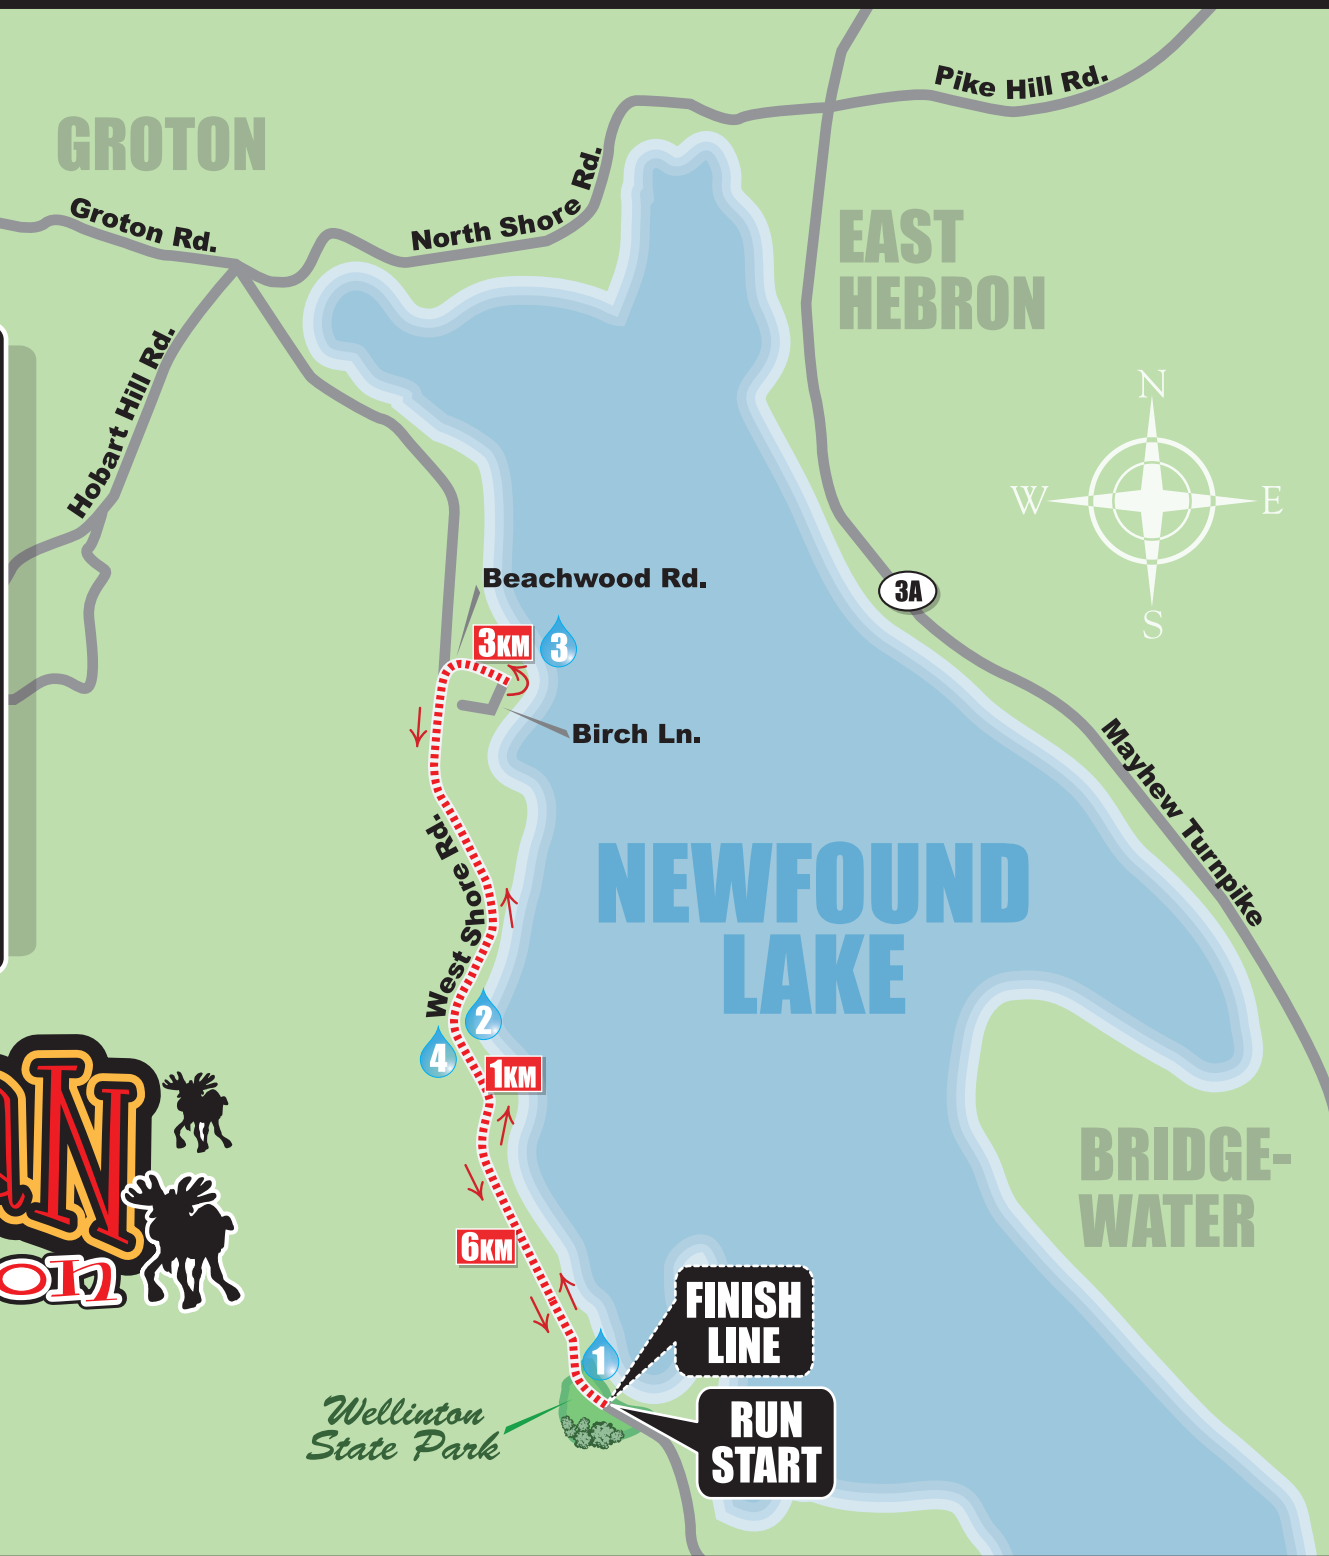 Pike Hill Rd.
GROTON
Groton Rd.
North Shore Rd.
EAST
HEBRON
Hobart Hill Rd.
N
W
E
S
3A
Beachwood Rd.
3KM
3
Birch Ln.
Mayhew Turnpike
West Shore Rd.
NEWFOUND
LAKE
2
4
1KM
AN
on
BRIDGE-
WATER
6KM
FINISH
LINE
1
RUN
START
Wellinton
State Park